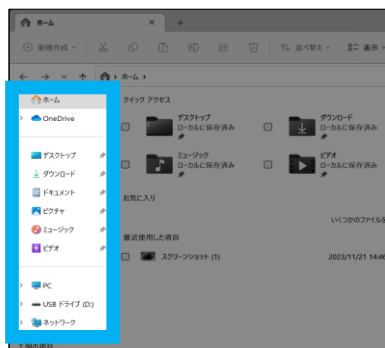 ホーム
新規作成
並べ替え
表示
ホーム
ホーム
OneDrive
デスクトップ
ダウンロード
ドキュメント
ピクチャ
ミュージック
ビデオ
PC
USB ドライブ (D:)
ネットワーク
クイック アクセス
デスクトップ
ローカルに保存済み
ダウンロード
ローカルに保存済み
ミュージック
ローカルに保存済み
ビデオ
ローカルに保存済み
お気に入り
いくつかのファイルを
最近使用した項目
スクリーンショット (1)
2023/11/21 14:46